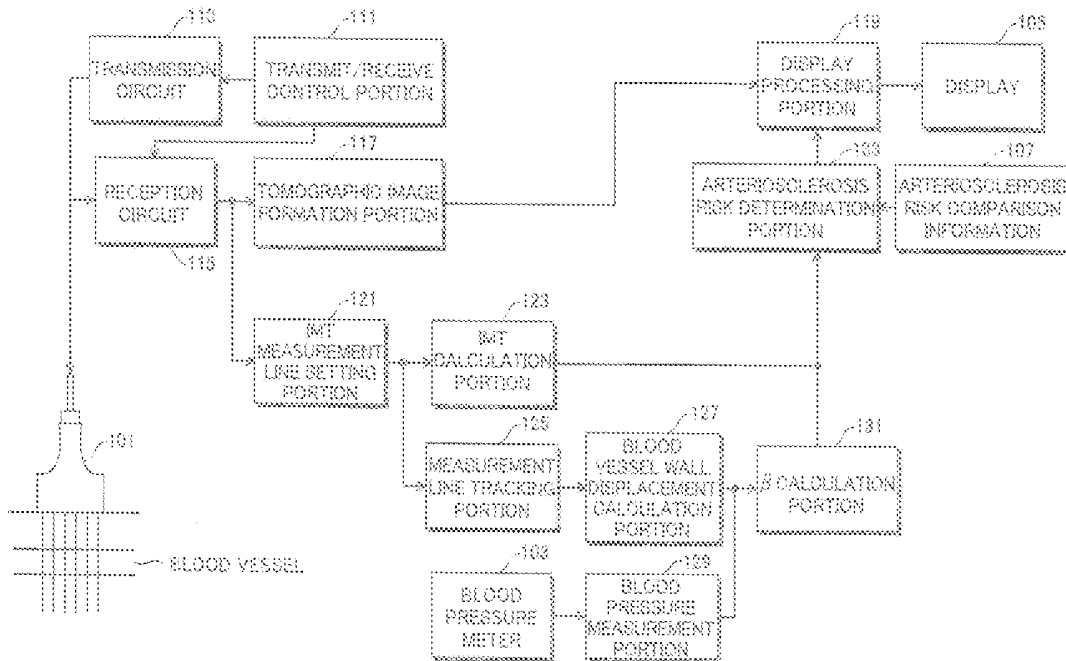 113
TRANSMISSION
CIRCUIT
111
TRANSMIT/RECEIVE
CONTROL PORTION
119
DISPLAY
PROCESSING
PORTION
105
DISPLAY
RECEPTION
CIRCUIT
115
117
TOMOGRAPHIC IMAGE
FORMATION PORTION
133
ARTERIOSCLEROSIS
RISK DETERMINATION
PORTION
107
ARTERIOSCLEROSIS
RISK COMPARISON
INFORMATION
121
IMT
MEASUREMENT
LINE SETTING
PORTION
123
IMT
CALCULATION
PORTION
101
125
MEASUREMENT
LINE TRACKING
PORTION
127
BLOOD
VESSEL WALL
DISPLACEMENT
CALCULATION
PORTION
131
β CALCULATION
PORTION
BLOOD VESSEL
103
BLOOD
PRESSURE
METER
129
BLOOD
PRESSURE
MEASUREMENT
PORTION